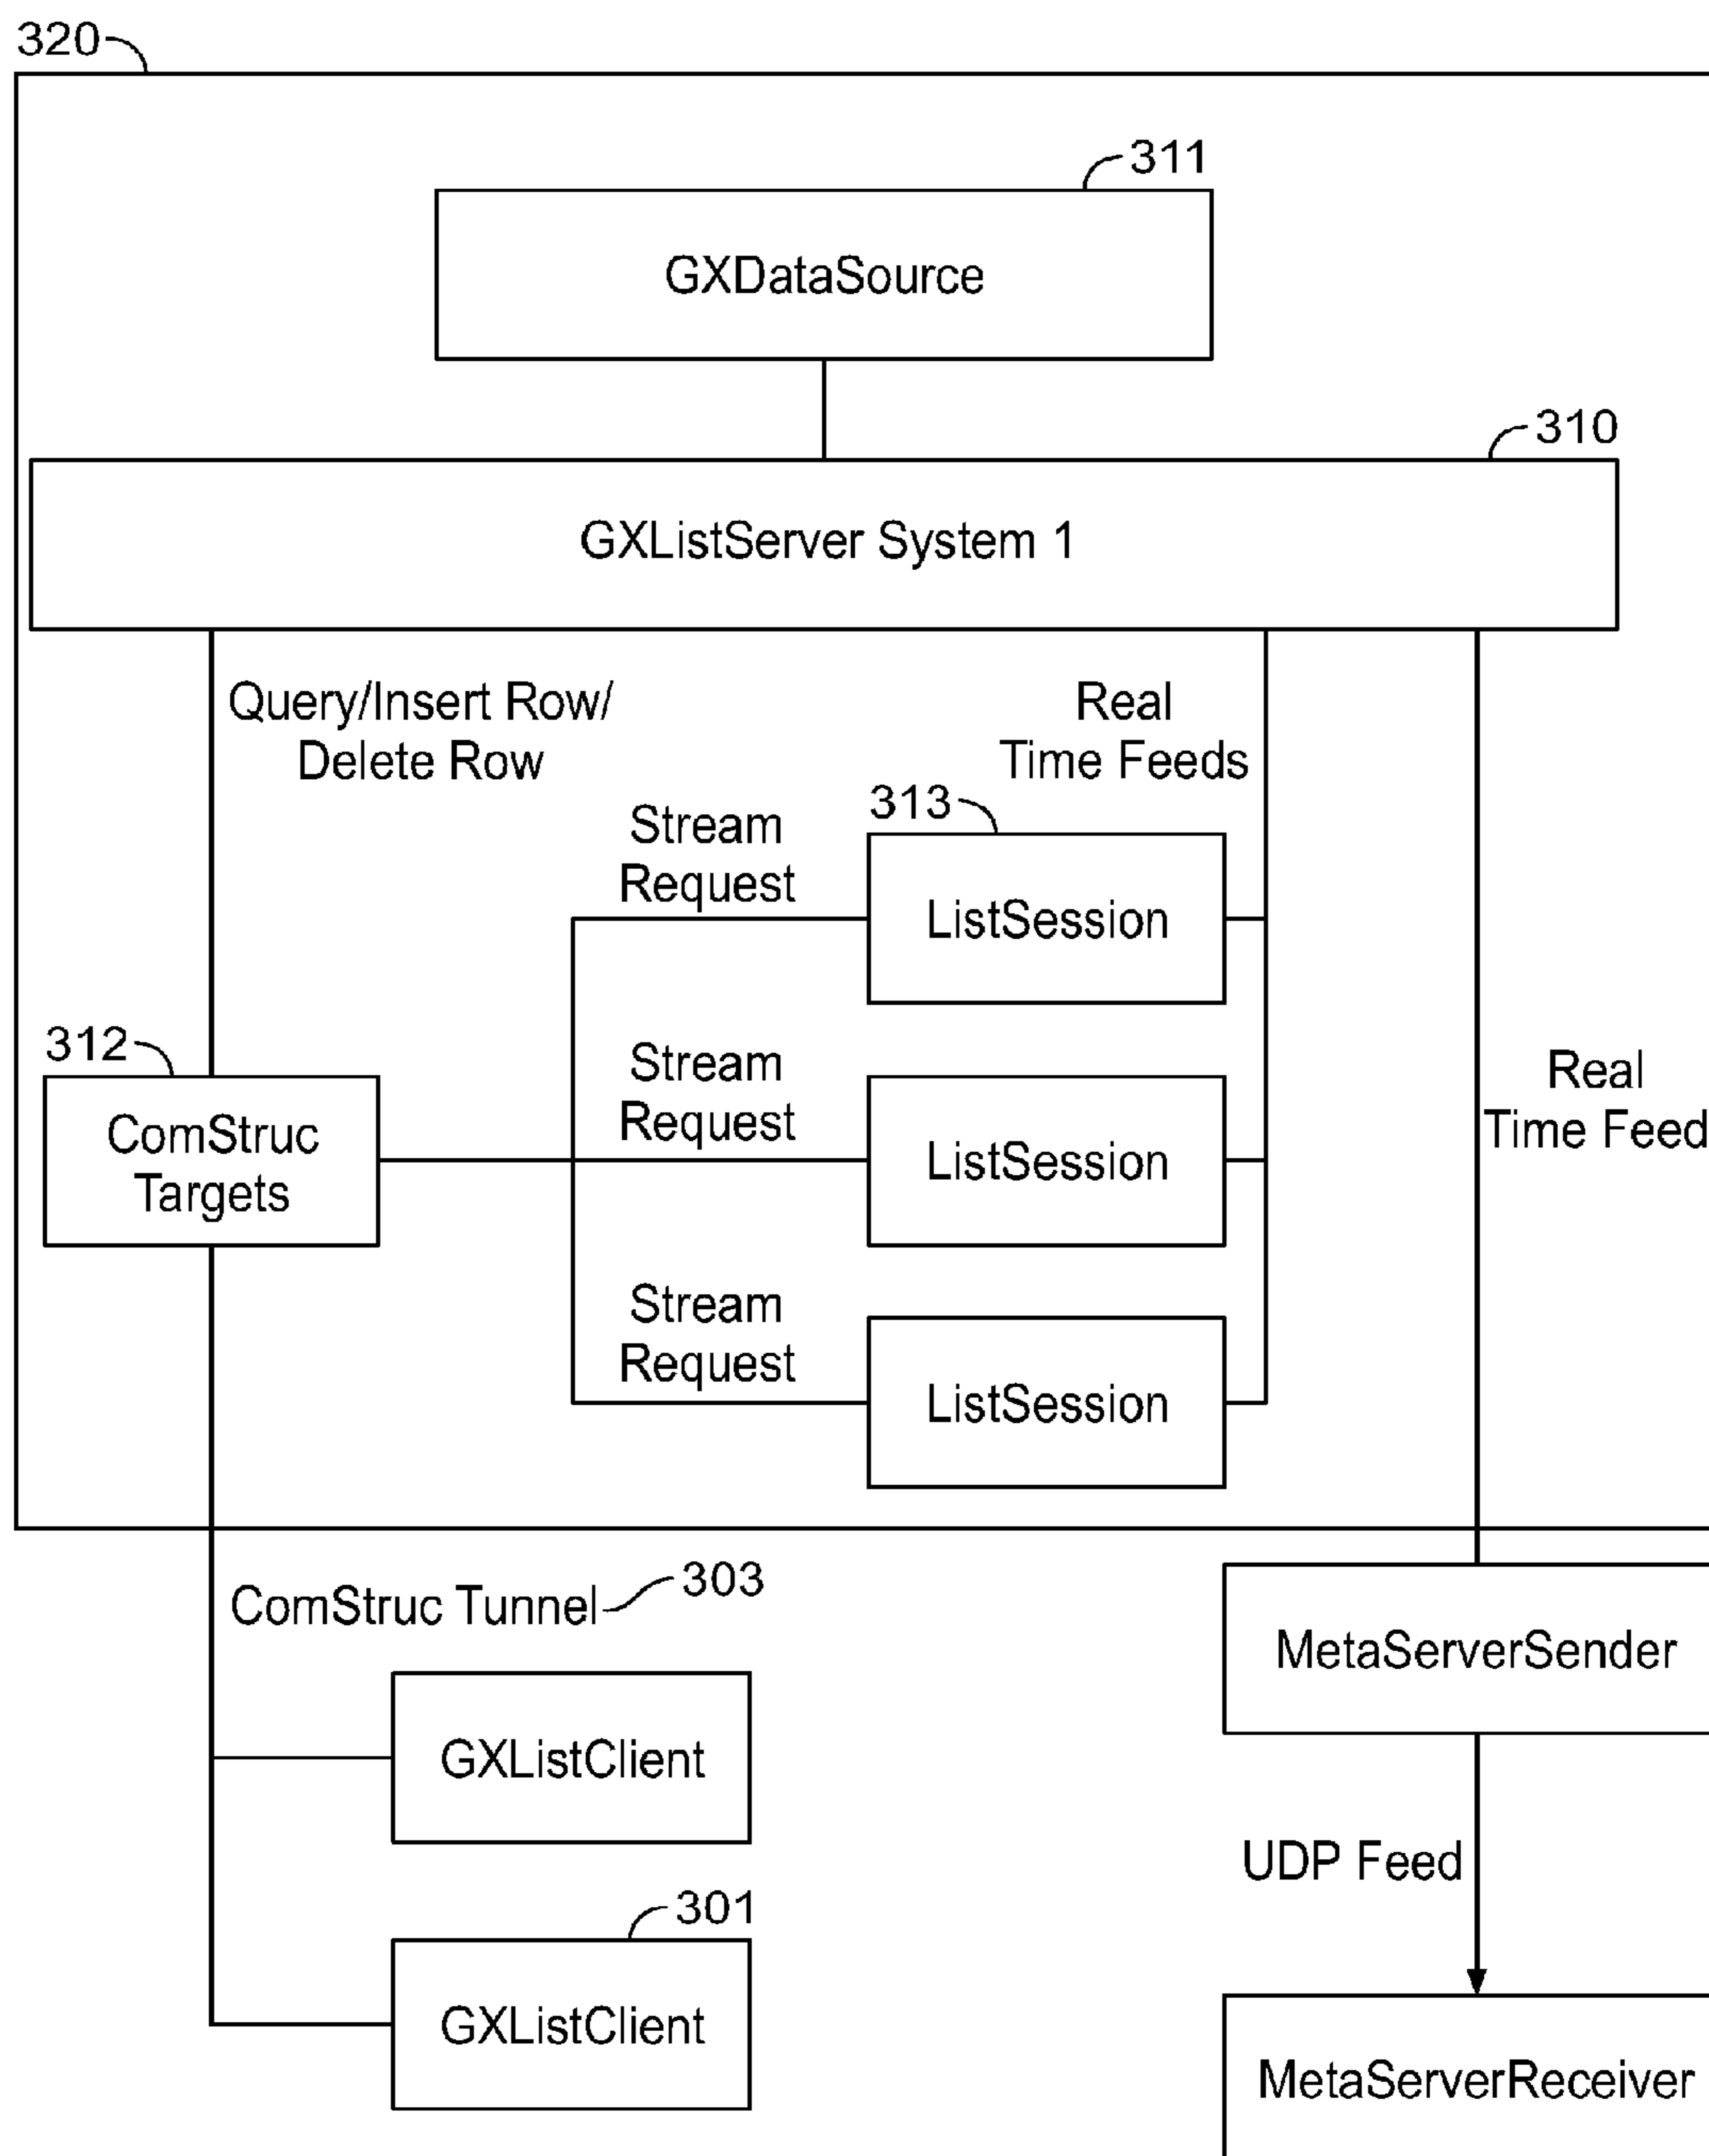 320
311
GXDataSource
310
GXListServer System 1
Query/Insert Row/
Delete Row
Real
Time Feeds
313
Stream
Request
ListSession
312
ComStruc
Targets
Stream
Request
ListSession
Real
Time Feed
Stream
Request
ListSession
ComStruc Tunnel
303
MetaServerSender
GXListClient
UDP Feed
301
GXListClient
MetaServerReceiver